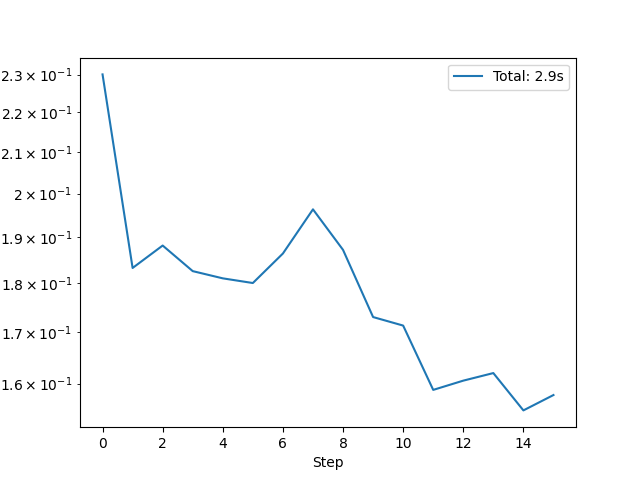 Total: 2.9s
2.3 × 10⁻¹
2.2 × 10⁻¹
2.1 × 10⁻¹
2 × 10⁻¹
1.9 × 10⁻¹
1.8 × 10⁻¹
1.7 × 10⁻¹
1.6 × 10⁻¹
0 2 4 6 8 10 12 14
Step